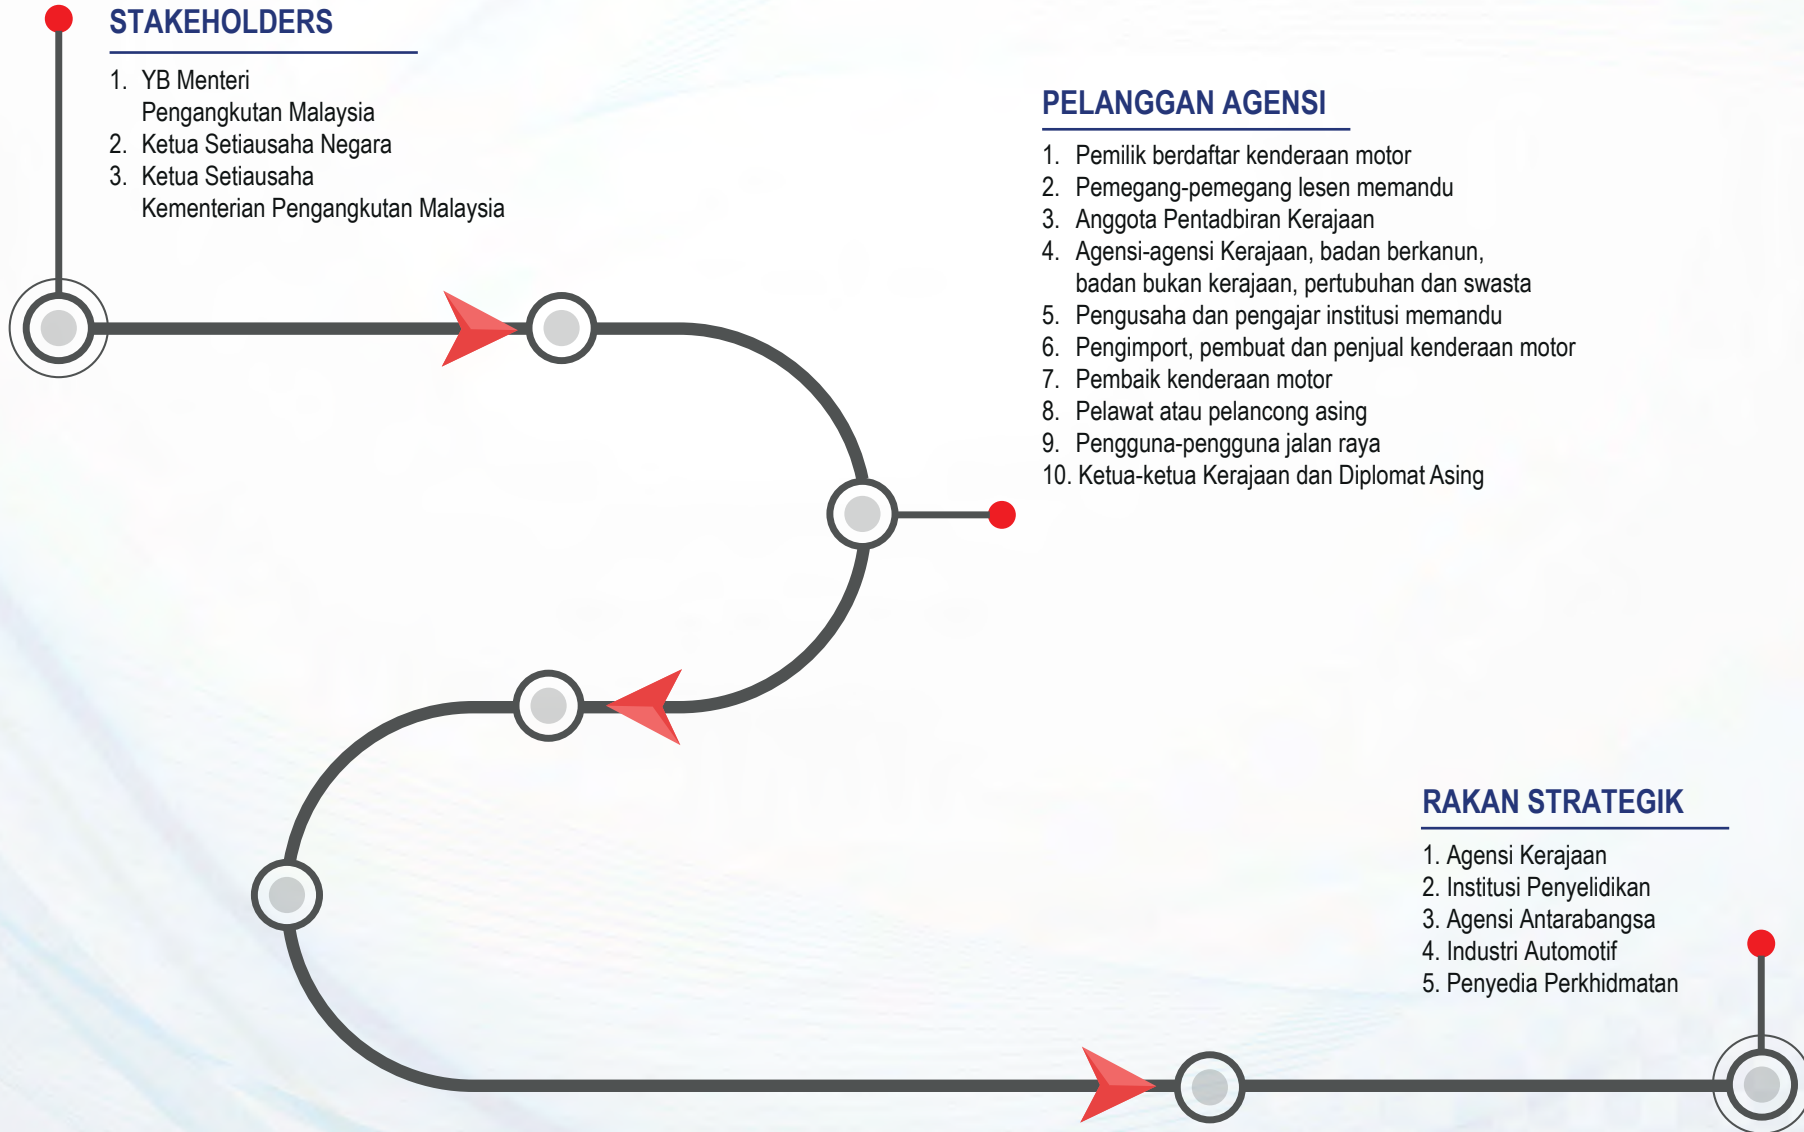 STAKEHOLDERS
1. YB Menteri
Pengangkutan Malaysia
2. Ketua Setiausaha Negara
3. Ketua Setiausaha
Kementerian Pengangkutan Malaysia
PELANGGAN AGENSI
1. Pemilik berdaftar kenderaan motor
2. Pemegang-pemegang lesen memandu
3. Anggota Pentadbiran Kerajaan
4. Agensi-agensi Kerajaan, badan berkanun,
badan bukan kerajaan, pertubuhan dan swasta
5. Pengusaha dan pengajar institusi memandu
6. Pengimport, pembuat dan penjual kenderaan motor
7. Pembaik kenderaan motor
8. Pelawat atau pelancong asing
9. Pengguna-pengguna jalan raya
10. Ketua-ketua Kerajaan dan Diplomat Asing
RAKAN STRATEGIK
1. Agensi Kerajaan
2. Institusi Penyelidikan
3. Agensi Antarabangsa
4. Industri Automotif
5. Penyedia Perkhidmatan